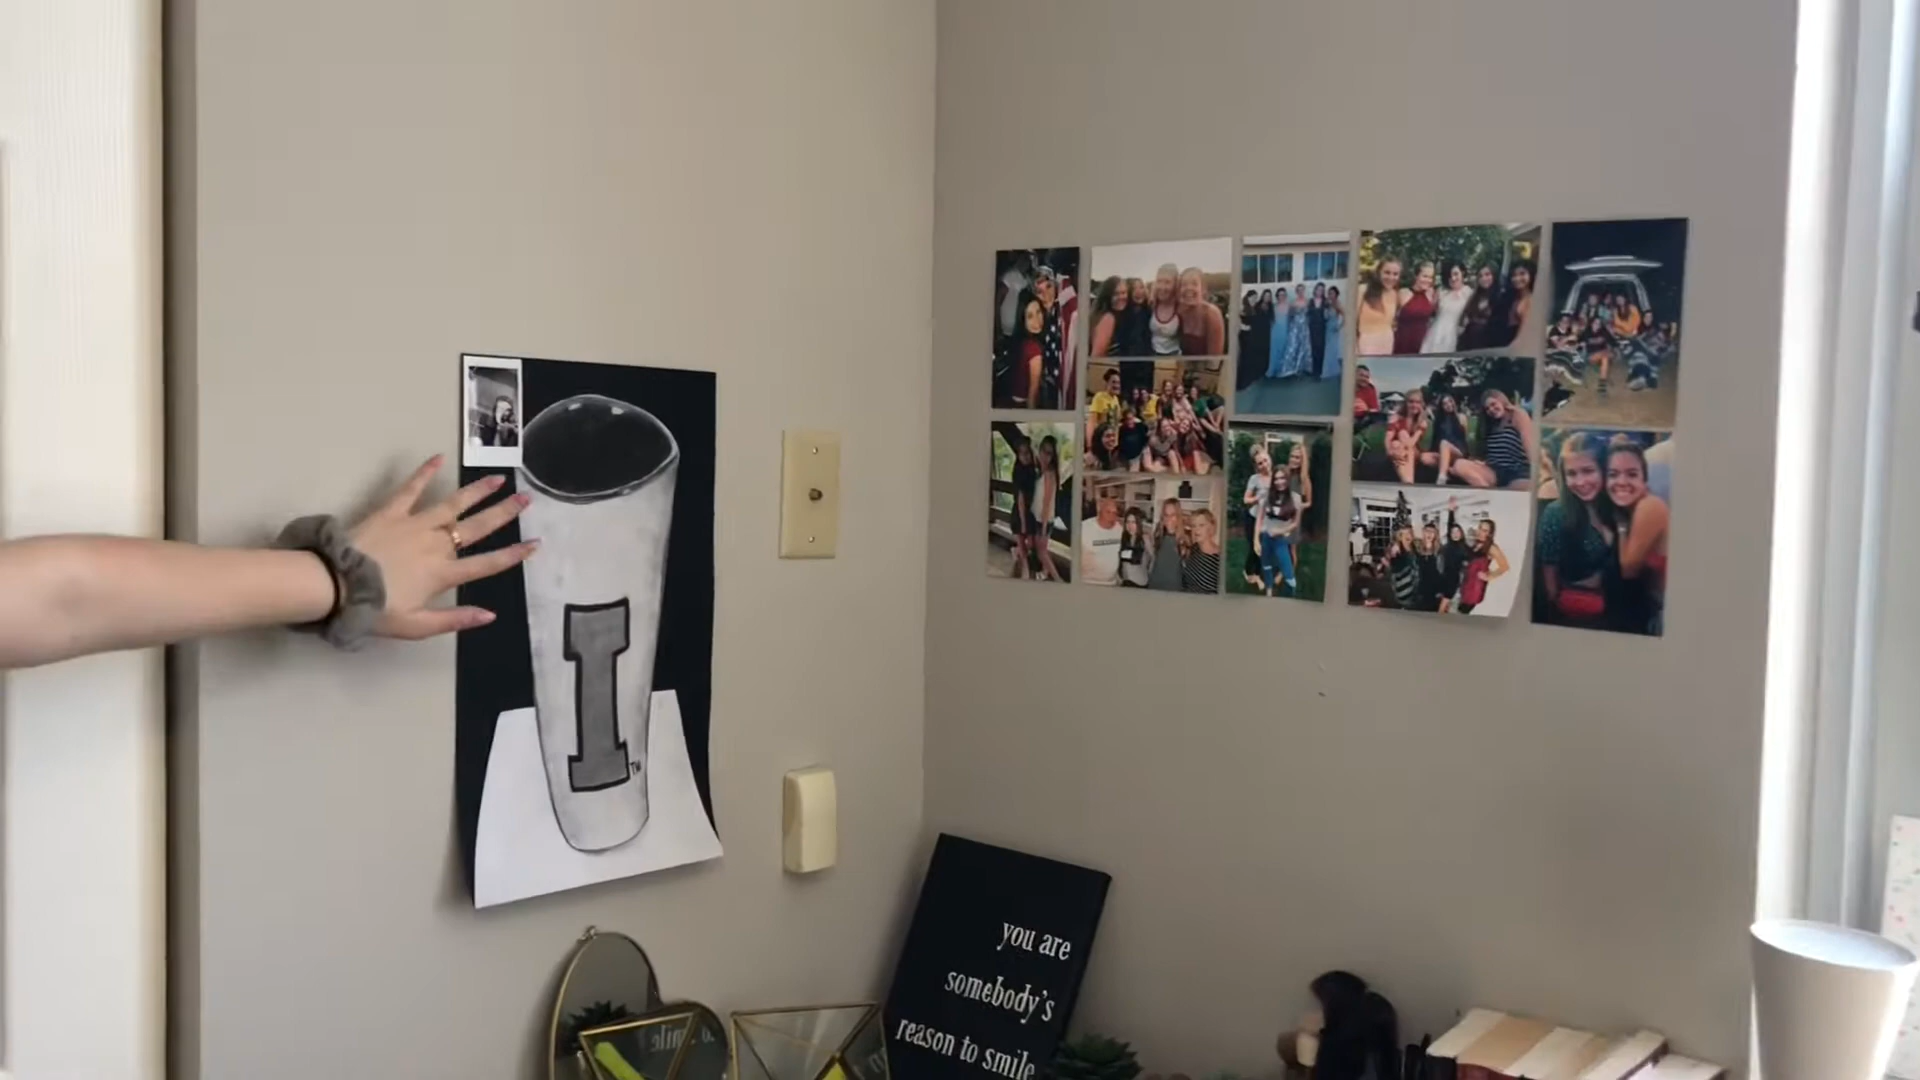 I
TM
you are
somebody's
reason to smile